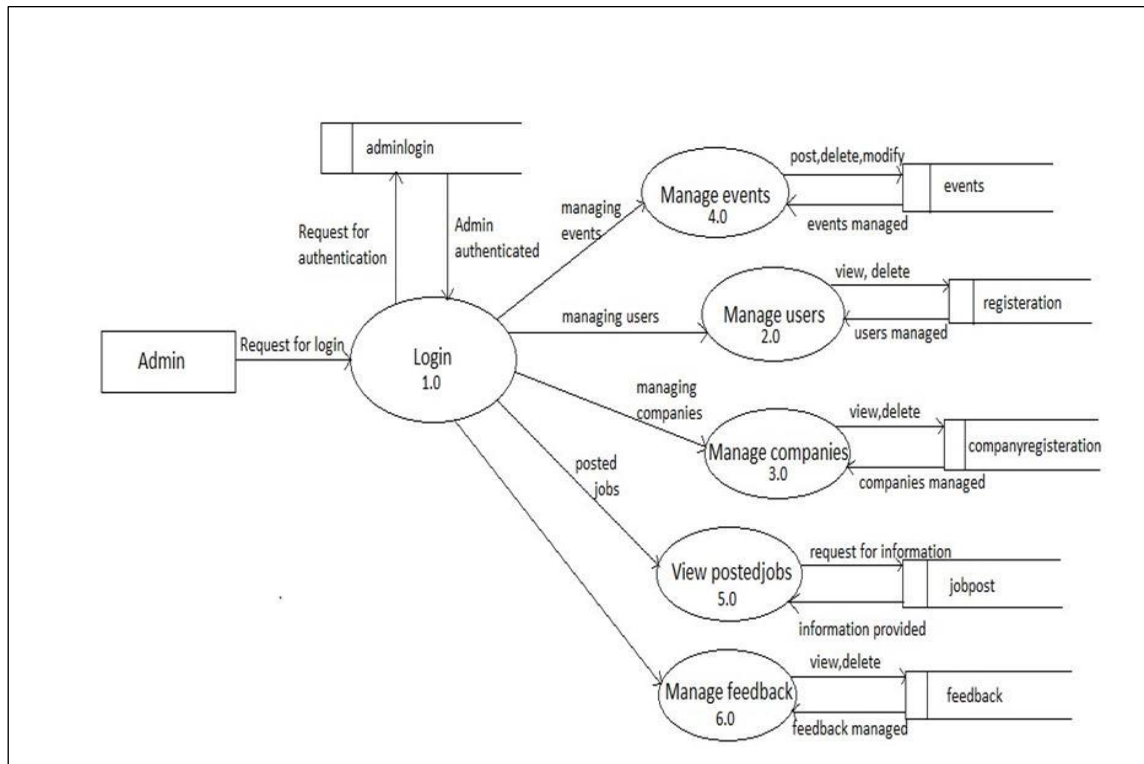 adminlogin
Request for
authentication
Admin
authenticated
Admin
Request for login
Login
1.0
managing
events
Manage events
4.0
post,delete,modify
events managed
events
managing users
Manage users
2.0
view, delete
users managed
registeration
managing
companies
Manage companies
3.0
view,delete
companies managed
companyregisteration
posted
jobs
View postedjobs
5.0
request for information
information provided
jobpost
Manage feedback
6.0
view,delete
feedback managed
feedback